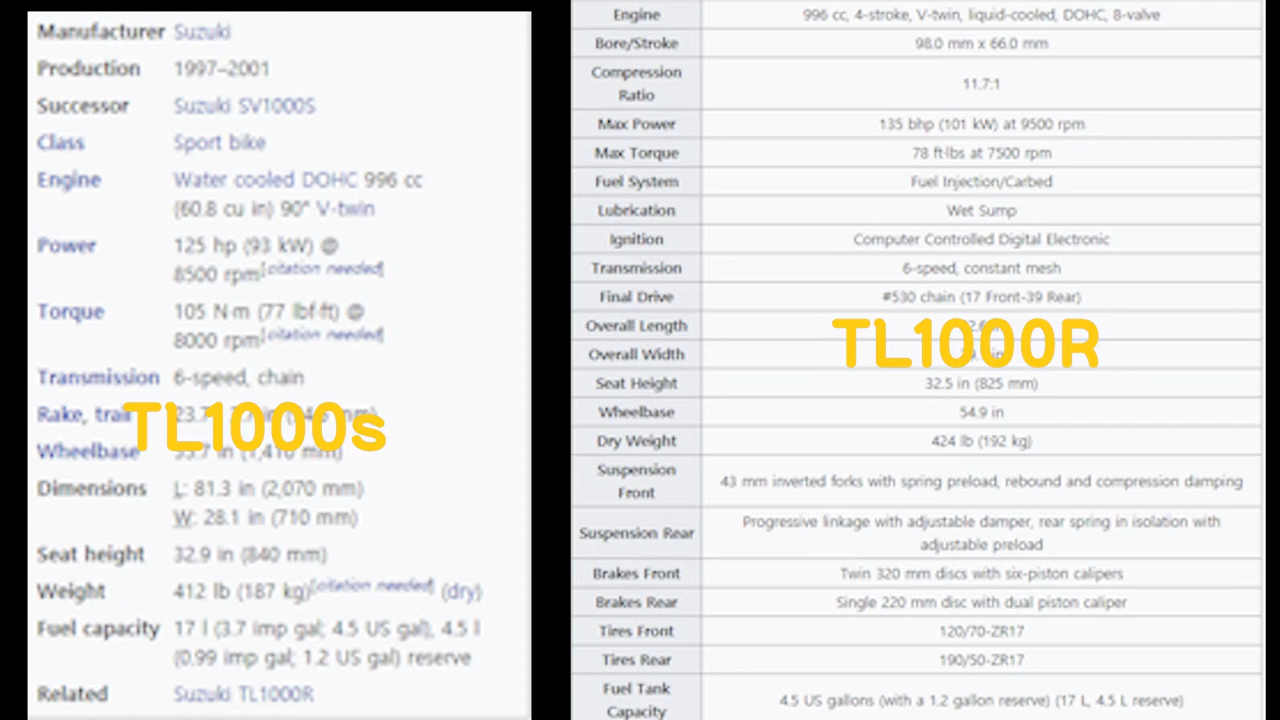 Manufacturer Suzuki
Production 1997–2001
Successor Suzuki SV1000S
Class Sport bike
Engine Water cooled DOHC 996 cc
(60.8 cu in) 90° V-twin
Power 125 hp (93 kW) @
8500 rpm[citation needed]
Torque 105 N·m (77 lbf·ft) @
8000 rpm[citation needed]
Transmission 6-speed, chain
Rake, trail
TL1000s
Wheelbase in (1,410 mm)
Dimensions L: 81.3 in (2,070 mm)
W: 28.1 in (710 mm)
Seat height 32.9 in (840 mm)
Weight 412 lb (187 kg)[citation needed] (dry)
Fuel capacity 17 l (3.7 imp gal; 4.5 US gal), 4.5 l
(0.99 imp gal; 1.2 US gal) reserve
Related Suzuki TL1000R
Engine 996 cc, 4-stroke, V-twin, liquid-cooled, DOHC, 8-valve
Bore/Stroke 98.0 mm x 66.0 mm
Compression
Ratio 11.7:1
Max Power 135 bhp (101 kW) at 9500 rpm
Max Torque 78 ft·lbs at 7500 rpm
Fuel System Fuel Injection/Carbed
Lubrication Wet Sump
Ignition Computer Controlled Digital Electronic
Transmission 6-speed, constant mesh
Final Drive #530 chain (17 Front-39 Rear)
Overall Length
TL1000R
Overall Width
Seat Height 32.5 in (825 mm)
Wheelbase 54.9 in
Dry Weight 424 lb (192 kg)
Suspension
Front 43 mm inverted forks with spring preload, rebound and compression damping
Suspension Rear Progressive linkage with adjustable damper, rear spring in isolation with
adjustable preload
Brakes Front Twin 320 mm discs with six-piston calipers
Brakes Rear Single 220 mm disc with dual piston caliper
Tires Front 120/70-ZR17
Tires Rear 190/50-ZR17
Fuel Tank
Capacity 4.5 US gallons (with a 1.2 gallon reserve) (17 L, 4.5 L reserve)